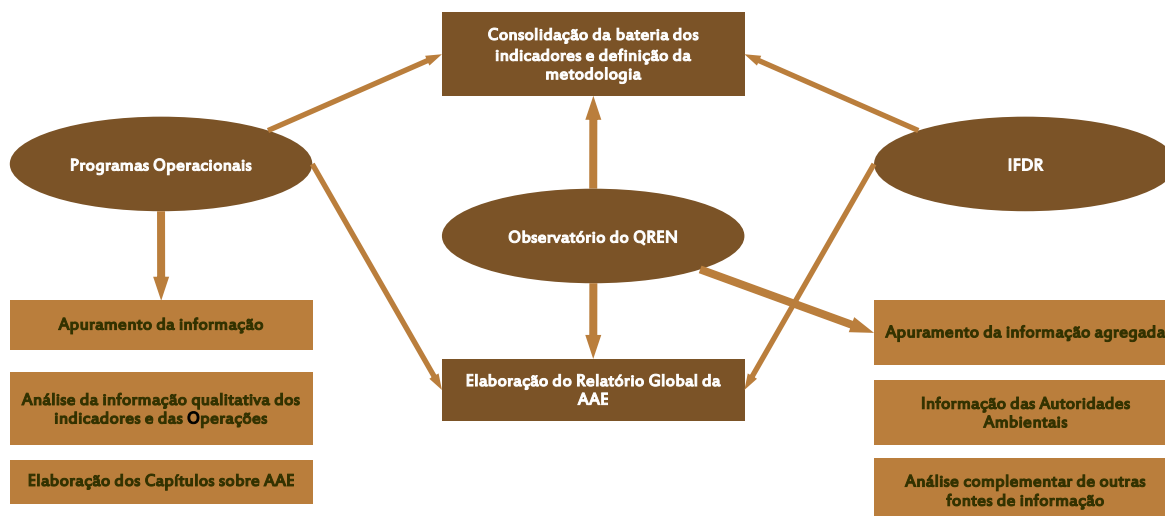 Consolidação da bateria dos
indicadores e definição da
metodologia
Programas Operacionais
IFDR
Observatório do QREN
Apuramento da informação
Análise da informação qualitativa dos
indicadores e das Operações
Elaboração dos Capítulos sobre AAE
Elaboração do Relatório Global da
AAE
Apuramento da informação agregada
Informação das Autoridades
Ambientais
Análise complementar de outras
fontes de informação